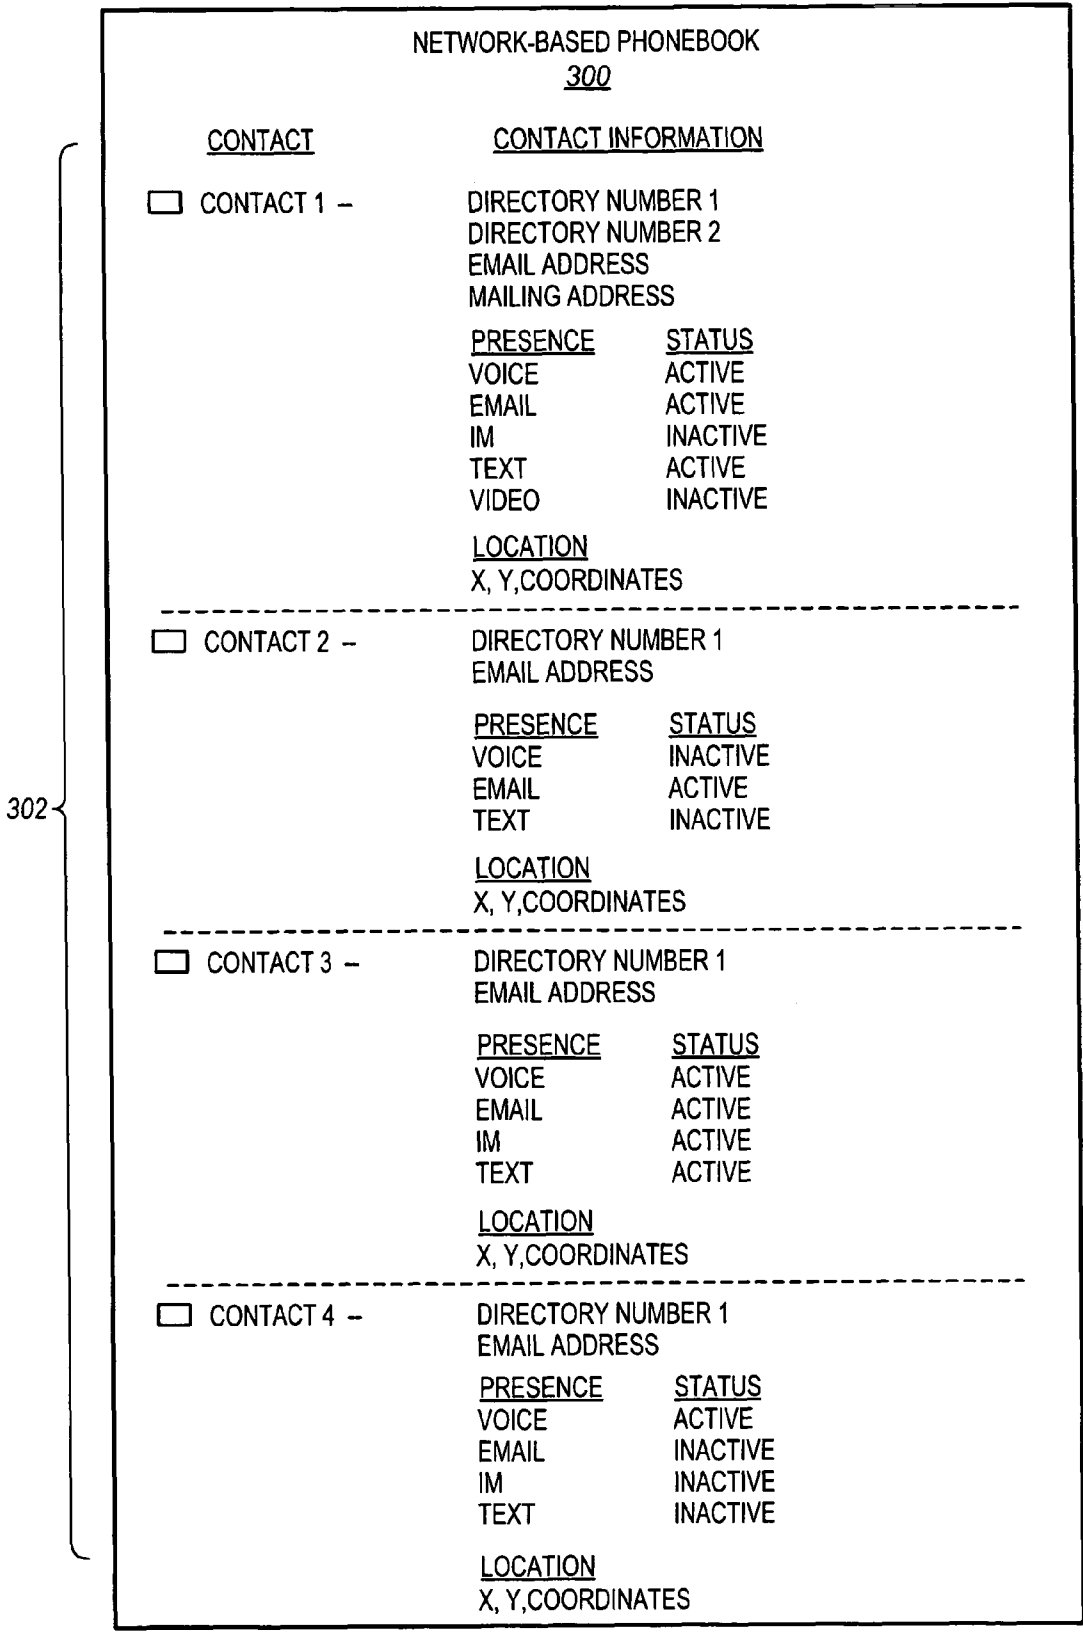 NETWORK-BASED PHONEBOOK
300
CONTACT CONTACT INFORMATION
CONTACT 1 – DIRECTORY NUMBER 1
DIRECTORY NUMBER 2
EMAIL ADDRESS
MAILING ADDRESS
PRESENCE STATUS
VOICE ACTIVE
EMAIL ACTIVE
IM INACTIVE
TEXT ACTIVE
VIDEO INACTIVE
LOCATION
X, Y,COORDINATES
CONTACT 2 – DIRECTORY NUMBER 1
EMAIL ADDRESS
PRESENCE STATUS
VOICE INACTIVE
EMAIL ACTIVE
TEXT INACTIVE
302
LOCATION
X, Y,COORDINATES
CONTACT 3 – DIRECTORY NUMBER 1
EMAIL ADDRESS
PRESENCE STATUS
VOICE ACTIVE
EMAIL ACTIVE
IM ACTIVE
TEXT ACTIVE
LOCATION
X, Y,COORDINATES
CONTACT 4 – DIRECTORY NUMBER 1
EMAIL ADDRESS
PRESENCE STATUS
VOICE ACTIVE
EMAIL INACTIVE
IM INACTIVE
TEXT INACTIVE
LOCATION
X, Y,COORDINATES